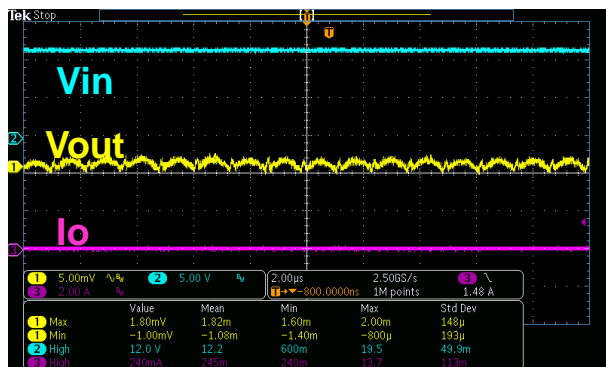 Tek Stop
T
T
Vin
2
Vout
1
Io
3
1 5.00mV 2 5.00 V 2.00µs 2.50GS/s 3 \
3 2.00 A T→▼−800.0000ns 1M points 1.48 A
Value Mean Min Max Std Dev
1 Max 1.80mV 1.82m 1.60m 2.00m 148µ
1 Min −1.00mV −1.08m −1.40m −800µ 193µ
2 High 12.0 V 12.2 600m 19.5 49.9m
3 High 240mA 245m 240m 13.7 113m